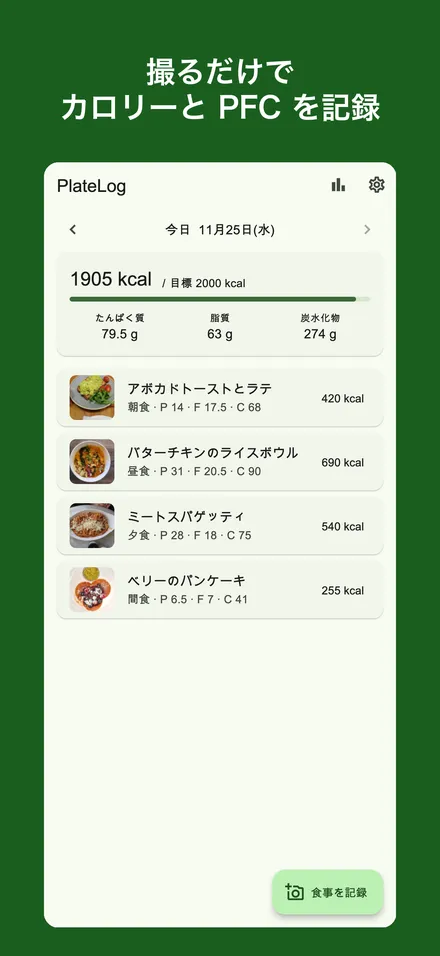 撮るだけで
カロリーと PFC を記録
PlateLog
今日 11月25日(水)
1905 kcal / 目標 2000 kcal
たんぱく質 脂質 炭水化物
79.5 g 63 g 274 g
アボカドトーストとラテ
朝食 · P 14 · F 17.5 · C 68
420 kcal
バターチキンのライスボウル
昼食 · P 31 · F 20.5 · C 90
690 kcal
ミートスパゲッティ
夕食 · P 28 · F 18 · C 75
540 kcal
ベリーのパンケーキ
間食 · P 6.5 · F 7 · C 41
255 kcal
食事を記録